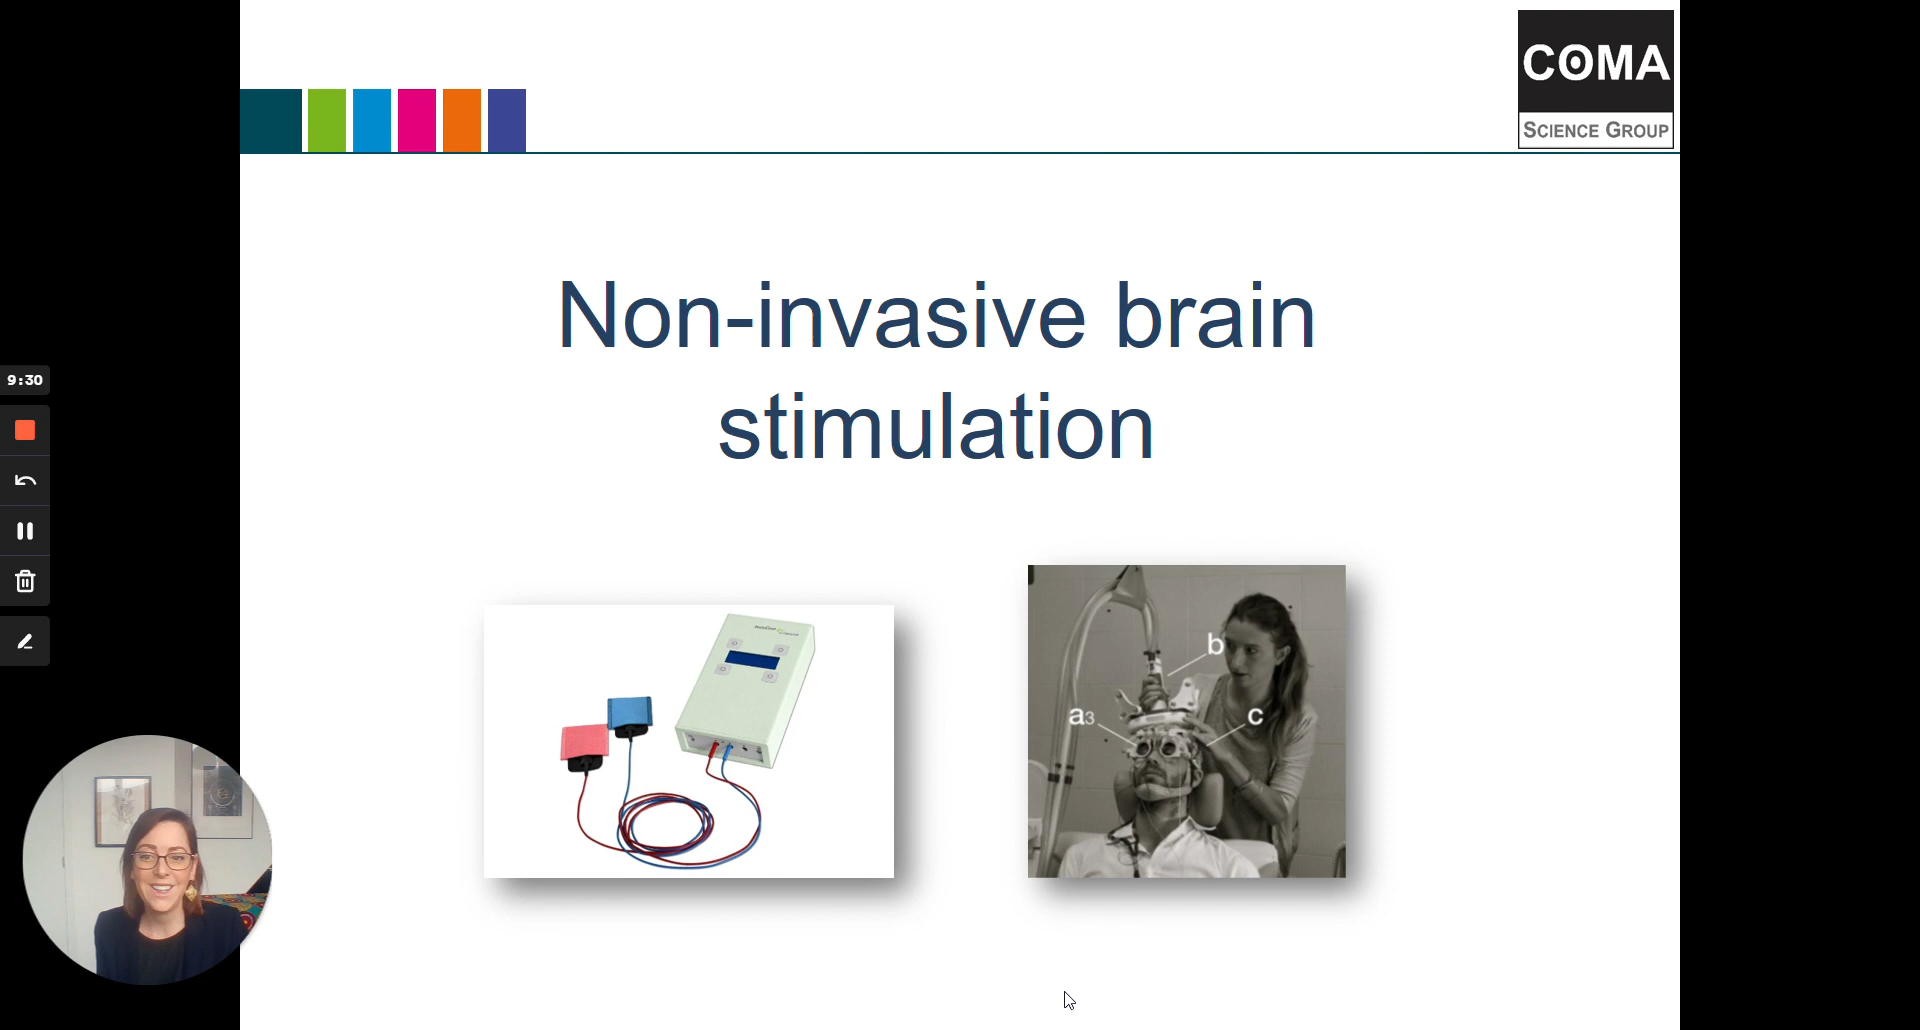 COMA
SCIENCE GROUP
Non-invasive brain
stimulation
9:30
b
a3
c